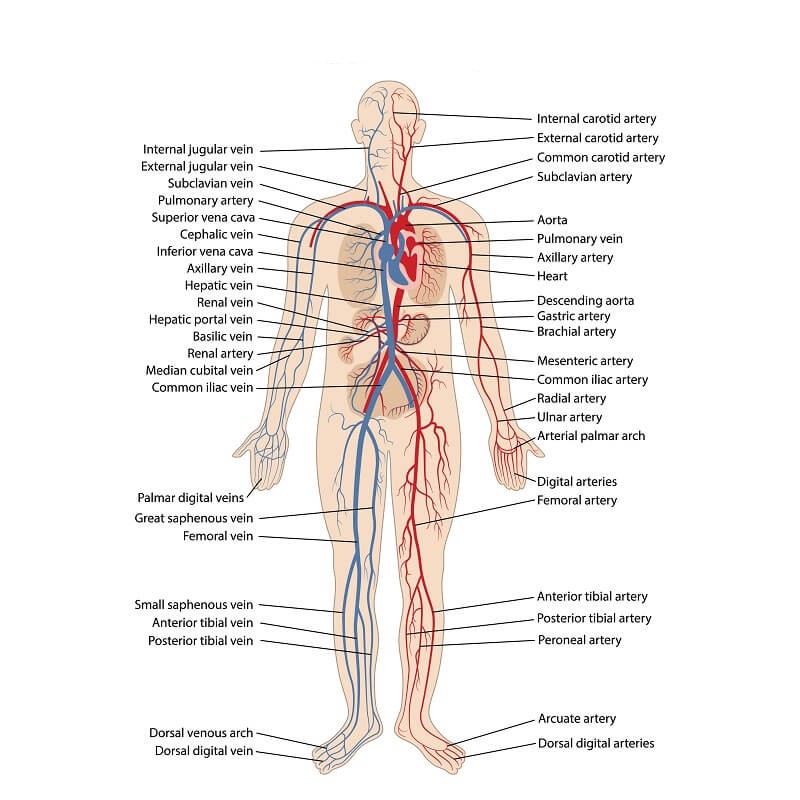 Internal jugular vein
External jugular vein
Subclavian vein
Pulmonary artery
Superior vena cava
Cephalic vein
Inferior vena cava
Axillary vein
Hepatic vein
Renal vein
Hepatic portal vein
Basilic vein
Renal artery
Median cubital vein
Common iliac vein
Palmar digital veins
Great saphenous vein
Femoral vein
Small saphenous vein
Anterior tibial vein
Posterior tibial vein
Dorsal venous arch
Dorsal digital vein
Internal carotid artery
External carotid artery
Common carotid artery
Subclavian artery
Aorta
Pulmonary vein
Axillary artery
Heart
Descending aorta
Gastric artery
Brachial artery
Mesenteric artery
Common iliac artery
Radial artery
Ulnar artery
Arterial palmar arch
Digital arteries
Femoral artery
Anterior tibial artery
Posterior tibial artery
Peroneal artery
Arcuate artery
Dorsal digital arteries